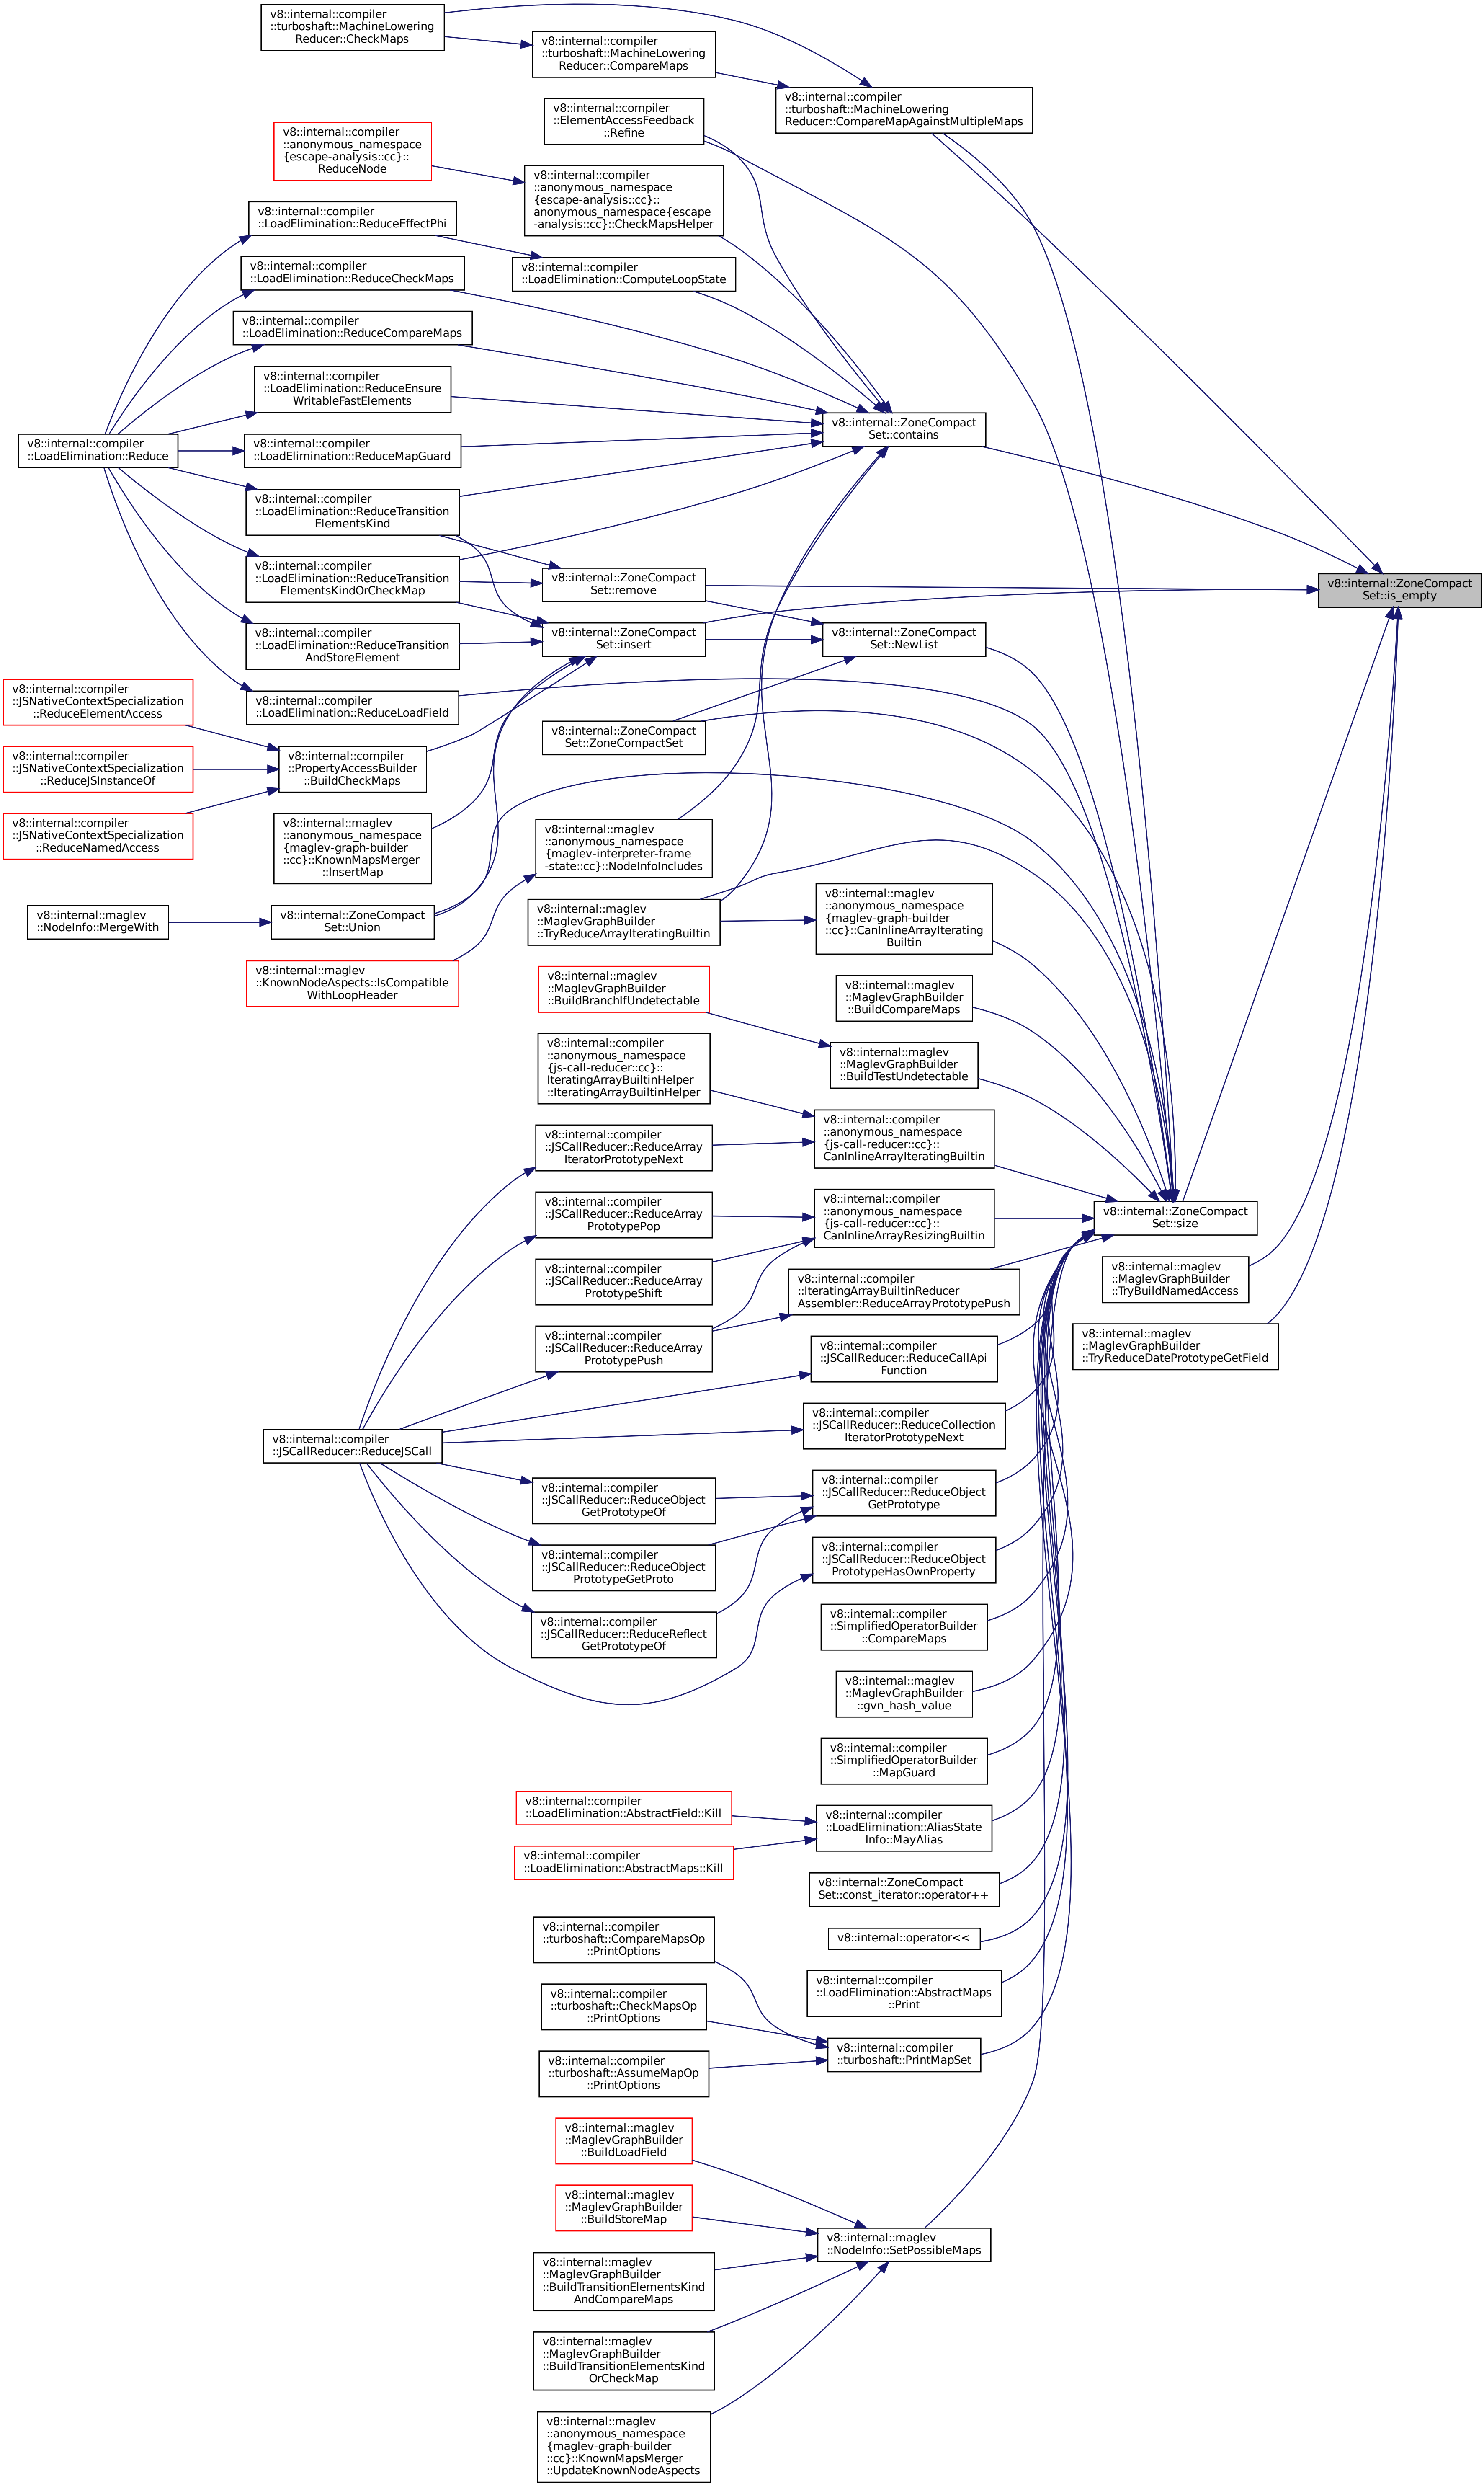 v8::internal::compiler
::turboshaft::MachineLowering
Reducer::CheckMaps
v8::internal::compiler
::turboshaft::MachineLowering
Reducer::CompareMaps
v8::internal::compiler
::turboshaft::MachineLowering
Reducer::CompareMapAgainstMultipleMaps
v8::internal::compiler
::ElementAccessFeedback
::Refine
v8::internal::compiler
::anonymous_namespace
{escape-analysis::cc}::
ReduceNode
v8::internal::compiler
::anonymous_namespace
{escape-analysis::cc}::
anonymous_namespace{escape
-analysis::cc}::CheckMapsHelper
v8::internal::compiler
::LoadElimination::ReduceEffectPhi
v8::internal::compiler
::LoadElimination::ReduceCheckMaps
v8::internal::compiler
::LoadElimination::ComputeLoopState
v8::internal::compiler
::LoadElimination::ReduceCompareMaps
v8::internal::compiler
::LoadElimination::ReduceEnsure
WritableFastElements
v8::internal::ZoneCompact
Set::contains
v8::internal::compiler
::LoadElimination::Reduce
v8::internal::compiler
::LoadElimination::ReduceMapGuard
v8::internal::compiler
::LoadElimination::ReduceTransition
ElementsKind
v8::internal::compiler
::LoadElimination::ReduceTransition
ElementsKindOrCheckMap
v8::internal::ZoneCompact
Set::remove
v8::internal::ZoneCompact
Set::is_empty
v8::internal::compiler
::LoadElimination::ReduceTransition
AndStoreElement
v8::internal::ZoneCompact
Set::insert
v8::internal::ZoneCompact
Set::NewList
v8::internal::compiler
::JSNativeContextSpecialization
::ReduceElementAccess
v8::internal::compiler
::LoadElimination::ReduceLoadField
v8::internal::ZoneCompact
Set::ZoneCompactSet
v8::internal::compiler
::JSNativeContextSpecialization
::ReduceJSInstanceOf
v8::internal::compiler
::PropertyAccessBuilder
::BuildCheckMaps
v8::internal::compiler
::JSNativeContextSpecialization
::ReduceNamedAccess
v8::internal::maglev
::anonymous_namespace
{maglev-graph-builder
::cc}::KnownMapsMerger
::InsertMap
v8::internal::maglev
::anonymous_namespace
{maglev-interpreter-frame
-state::cc}::NodeInfoIncludes
v8::internal::maglev
::NodeInfo::MergeWith
v8::internal::ZoneCompact
Set::Union
v8::internal::maglev
::MaglevGraphBuilder
::TryReduceArrayIteratingBuiltin
v8::internal::maglev
::anonymous_namespace
{maglev-graph-builder
::cc}::CanInlineArrayIterating
Builtin
v8::internal::maglev
::KnownNodeAspects::IsCompatible
WithLoopHeader
v8::internal::maglev
::MaglevGraphBuilder
::BuildBranchIfUndetectable
v8::internal::maglev
::MaglevGraphBuilder
::BuildCompareMaps
v8::internal::compiler
::anonymous_namespace
{js-call-reducer::cc}::
IteratingArrayBuiltinHelper
::IteratingArrayBuiltinHelper
v8::internal::maglev
::MaglevGraphBuilder
::BuildTestUndetectable
v8::internal::compiler
::JSCallReducer::ReduceArray
IteratorPrototypeNext
v8::internal::compiler
::anonymous_namespace
{js-call-reducer::cc}::
CanInlineArrayIteratingBuiltin
v8::internal::compiler
::JSCallReducer::ReduceArray
PrototypePop
v8::internal::compiler
::anonymous_namespace
{js-call-reducer::cc}::
CanInlineArrayResizingBuiltin
v8::internal::ZoneCompact
Set::size
v8::internal::compiler
::JSCallReducer::ReduceArray
PrototypeShift
v8::internal::compiler
::IteratingArrayBuiltinReducer
Assembler::ReduceArrayPrototypePush
v8::internal::maglev
::MaglevGraphBuilder
::TryBuildNamedAccess
v8::internal::compiler
::JSCallReducer::ReduceArray
PrototypePush
v8::internal::compiler
::JSCallReducer::ReduceCallApi
Function
v8::internal::maglev
::MaglevGraphBuilder
::TryReduceDatePrototypeGetField
v8::internal::compiler
::JSCallReducer::ReduceJSCall
v8::internal::compiler
::JSCallReducer::ReduceCollection
IteratorPrototypeNext
v8::internal::compiler
::JSCallReducer::ReduceObject
GetPrototypeOf
v8::internal::compiler
::JSCallReducer::ReduceObject
GetPrototype
v8::internal::compiler
::JSCallReducer::ReduceObject
PrototypeGetProto
v8::internal::compiler
::JSCallReducer::ReduceObject
PrototypeHasOwnProperty
v8::internal::compiler
::JSCallReducer::ReduceReflect
GetPrototypeOf
v8::internal::compiler
::SimplifiedOperatorBuilder
::CompareMaps
v8::internal::maglev
::MaglevGraphBuilder
::gvn_hash_value
v8::internal::compiler
::SimplifiedOperatorBuilder
::MapGuard
v8::internal::compiler
::LoadElimination::AbstractField::Kill
v8::internal::compiler
::LoadElimination::AliasState
Info::MayAlias
v8::internal::compiler
::LoadElimination::AbstractMaps::Kill
v8::internal::ZoneCompact
Set::const_iterator::operator++
v8::internal::compiler
::turboshaft::CompareMapsOp
::PrintOptions
v8::internal::operator<<
v8::internal::compiler
::turboshaft::CheckMapsOp
::PrintOptions
v8::internal::compiler
::LoadElimination::AbstractMaps
::Print
v8::internal::compiler
::turboshaft::AssumeMapOp
::PrintOptions
v8::internal::compiler
::turboshaft::PrintMapSet
v8::internal::maglev
::MaglevGraphBuilder
::BuildLoadField
v8::internal::maglev
::MaglevGraphBuilder
::BuildStoreMap
v8::internal::maglev
::NodeInfo::SetPossibleMaps
v8::internal::maglev
::MaglevGraphBuilder
::BuildTransitionElementsKind
AndCompareMaps
v8::internal::maglev
::MaglevGraphBuilder
::BuildTransitionElementsKind
OrCheckMap
v8::internal::maglev
::anonymous_namespace
{maglev-graph-builder
::cc}::KnownMapsMerger
::UpdateKnownNodeAspects